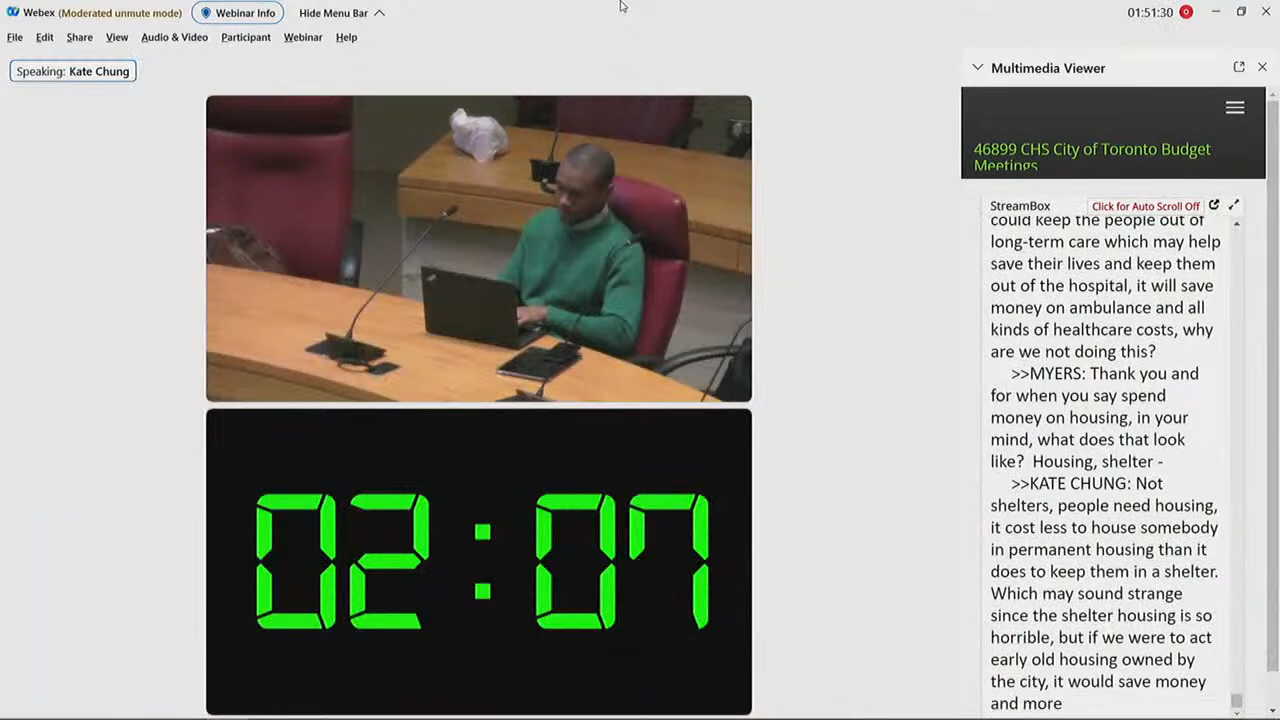 Webex (Moderated unmute mode) Webinar Info Hide Menu Bar 01:51:30
File Edit Share View Audio & Video Participant Webinar Help
Speaking: Kate Chung
Multimedia Viewer
46899 CHS City of Toronto Budget
Meetings
StreamBox Click for Auto Scroll Off
could keep the people out of
long-term care which may help
save their lives and keep them
out of the hospital, it will save
money on ambulance and all
kinds of healthcare costs, why
are we not doing this?
>>MYERS: Thank you and
for when you say spend
money on housing, in your
mind, what does that look
like?  Housing, shelter -
>>KATE CHUNG: Not
shelters, people need housing,
it cost less to house somebody
in permanent housing than it
does to keep them in a shelter.
Which may sound strange
since the shelter housing is so
horrible, but if we were to act
early old housing owned by
the city, it would save money
and more
02:07